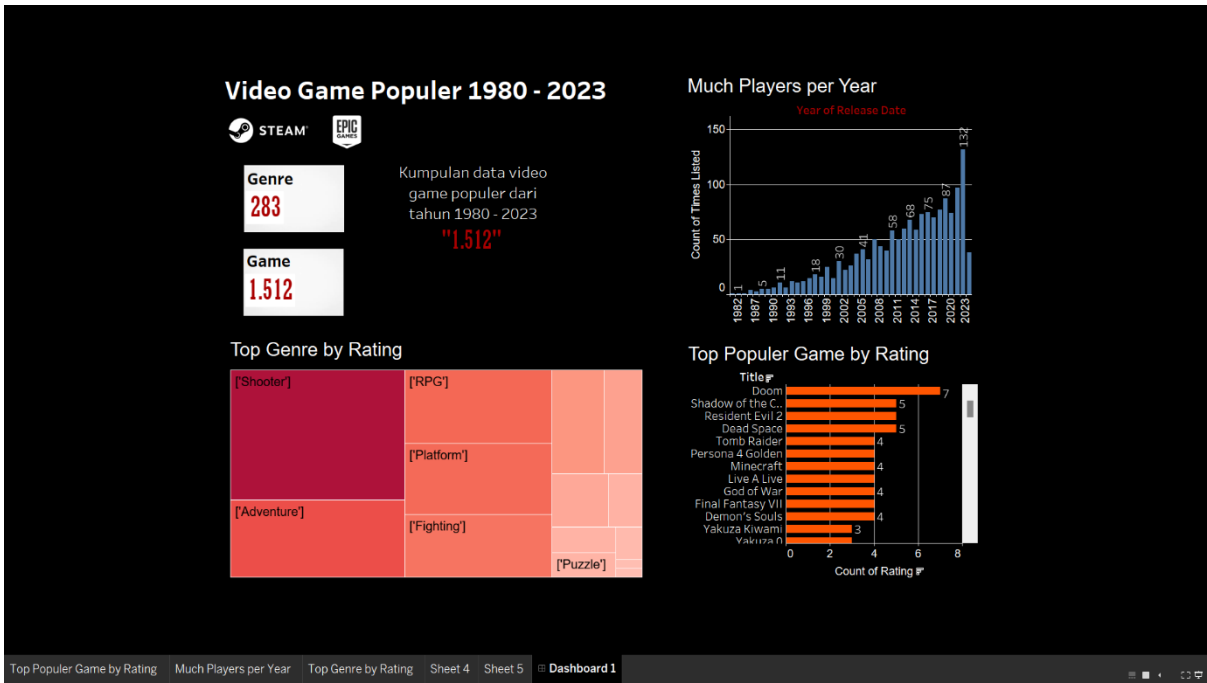 Video Game Populer 1980 - 2023
STEAM
EPIC
GAMES
Genre
283
Game
1.512
Kumpulan data video
game populer dari
tahun 1980 - 2023
"1.512"
Much Players per Year
Year of Release Date
Count of Times Listed
150
100
50
0
1
5
11
18
30
41
58
68
75
87
132
1982
1987
1990
1993
1996
1999
2002
2005
2008
2011
2014
2017
2020
2023
Top Genre by Rating
['Shooter']
['Adventure']
['RPG']
['Platform']
['Fighting']
['Puzzle']
Top Populer Game by Rating
Title
Doom 7
Shadow of the C.. 5
Resident Evil 2
Dead Space 5
Tomb Raider 4
Persona 4 Golden
Minecraft 4
Live A Live
God of War 4
Final Fantasy VII
Demon's Souls 4
Yakuza Kiwami 3
Yakuza 0
0 2 4 6 8
Count of Rating
Top Populer Game by Rating Much Players per Year Top Genre by Rating Sheet 4 Sheet 5 Dashboard 1